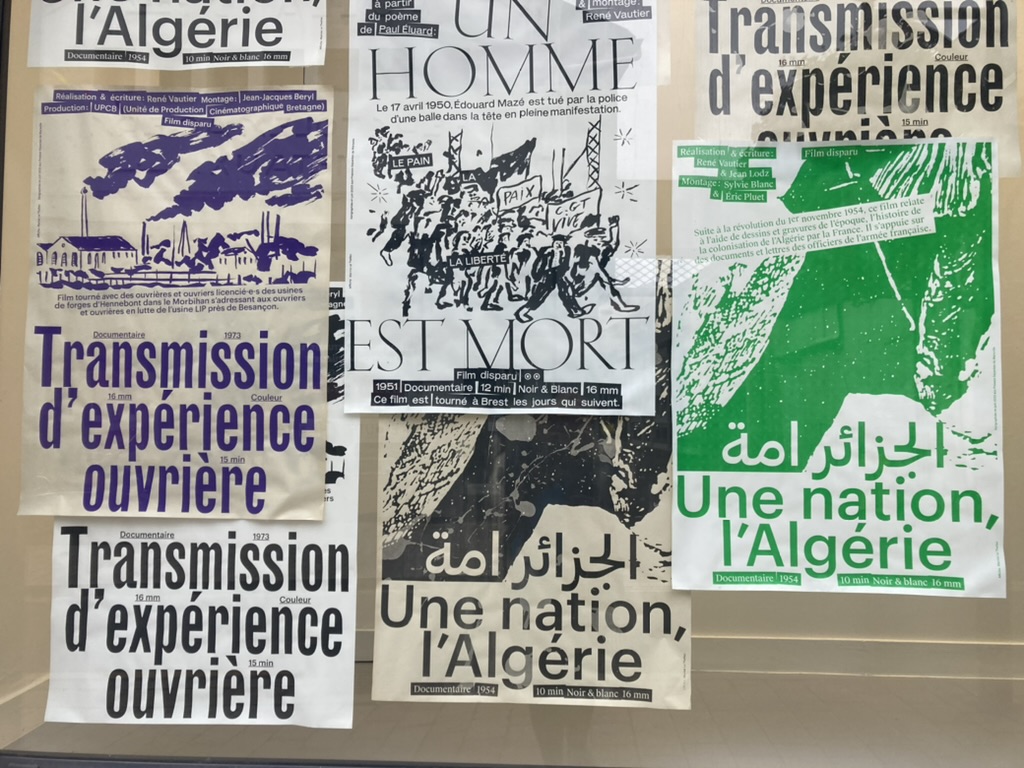 l'Algérie
Documentaire 1954
10 min Noir & blanc 16 mm
Réalisation & écriture: René Vautier Montage: Jean-Jacques Beryl
Production: UPCB (Unité de Production Cinématographique Bretagne)
Film disparu
Film tourné avec des ouvrières et ouvriers licencié·e·s des usines
de forges d'Hennebont dans le Morbihan s'adressant aux ouvriers
et ouvrières en lutte de l'usine LIP près de Besançon.
Documentaire 1973
Transmission
16 mm Couleur
d'expérience
15 min
ouvrière
Documentaire 1973
Transmission
16 mm Couleur
d'expérience
15 min
ouvrière
à partir
du poème
de Paul Éluard:
& montage:
René Vautier
UN
HOMME
Le 17 avril 1950, Édouard Mazé est tué par la police
d'une balle dans la tête en pleine manifestation.
LE PAIN
LA
PAIX
CGT
VIVE
LA LIBERTÉ
EST MORT
Film disparu
1951 Documentaire 12 min Noir & Blanc 16 mm
Ce film est tourné à Brest les jours qui suivent.
الجزائر امة
Une nation,
l'Algérie
Documentaire 1954
10 min Noir & blanc 16 mm
Transmission
16 mm Couleur
d'expérience
15 min
ouvrière
Réalisation & écriture:
René Vautier
& Jean Lodz
Montage: Sylvie Blanc
& Éric Pluet
Film disparu
Suite à la révolution du 1er novembre 1954, ce film relate
à l'aide de dessins et gravures de l'époque, l'histoire de
la colonisation de l'Algérie par la France. Il s'appuie sur
des documents et lettres des officiers de l'armée française.
الجزائر امة
Une nation,
l'Algérie
Documentaire 1954
10 min Noir & blanc 16 mm